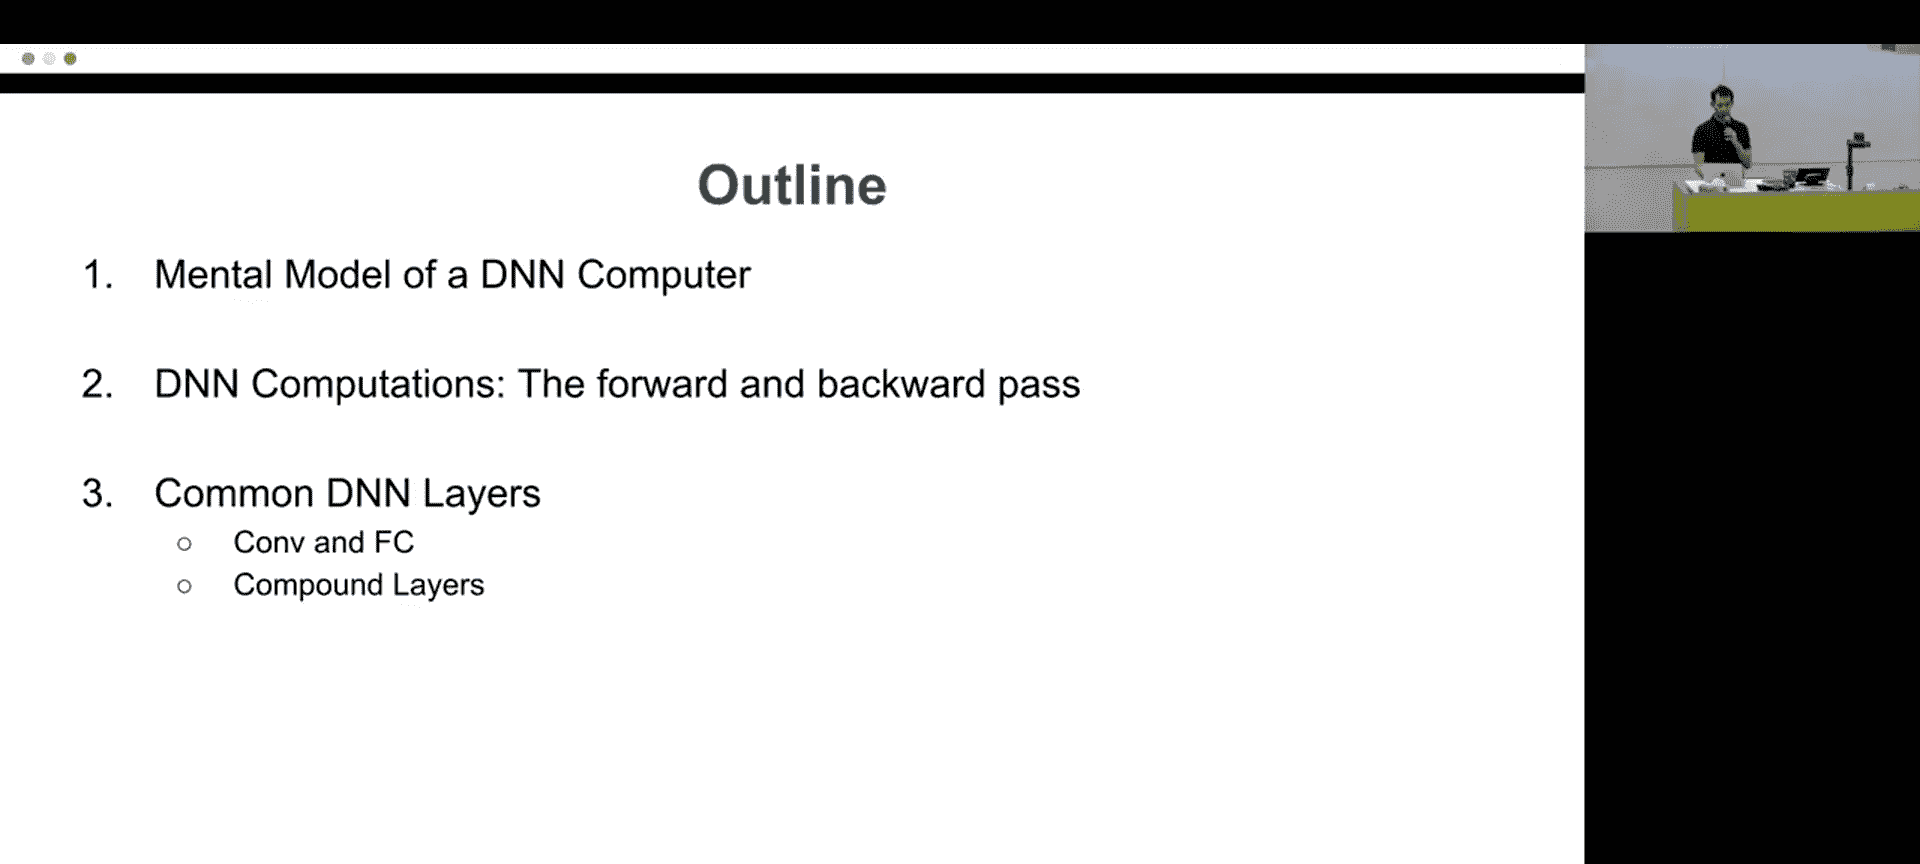 Outline
1. Mental Model of a DNN Computer
2. DNN Computations: The forward and backward pass
3. Common DNN Layers
○ Conv and FC
○ Compound Layers